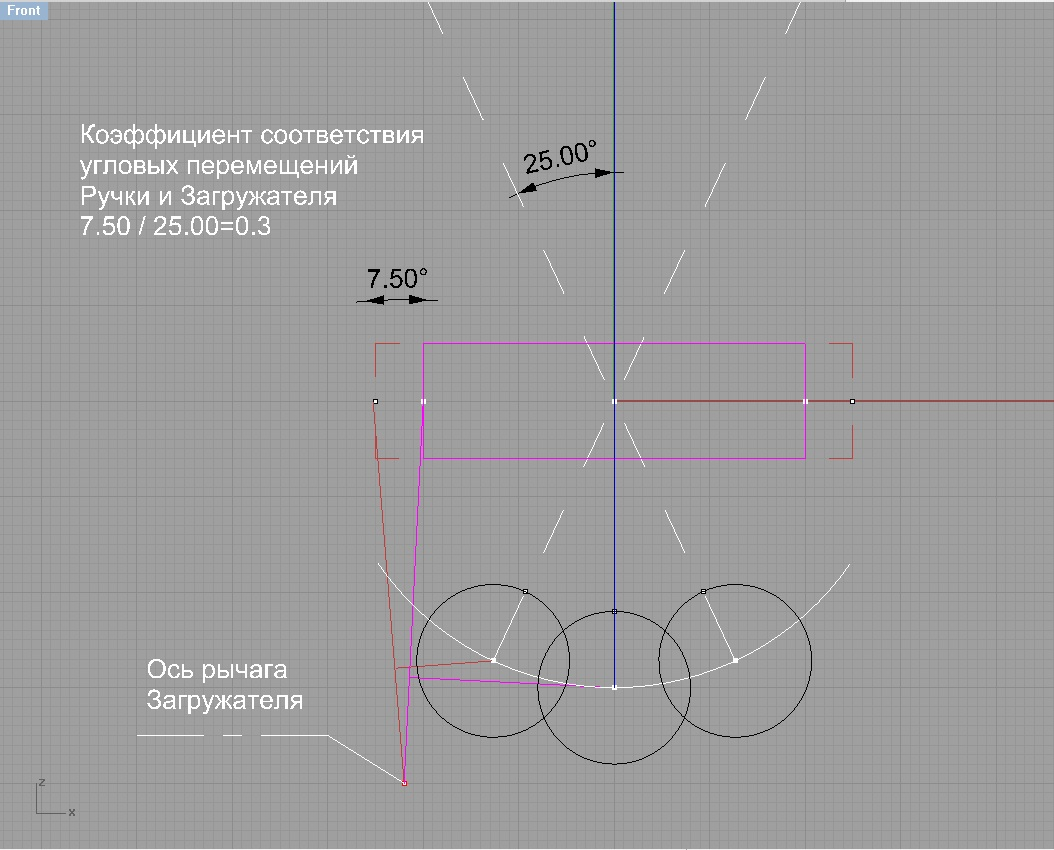 Front
25.00°
Коэффициент соответствия
угловых перемещений
Ручки и Загружателя
7.50 / 25.00=0.3
7.50°
Ось рычага
Загружателя
z
x